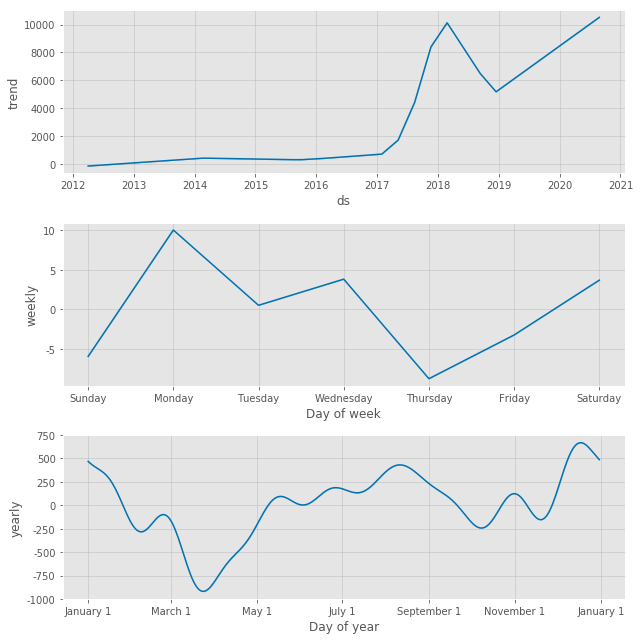 10000
8000
6000
4000
2000
0
trend
2012 2013 2014 2015 2016 2017 2018 2019 2020 2021
ds
10
5
0
-5
weekly
Sunday Monday Tuesday Wednesday Thursday Friday Saturday
Day of week
750
500
250
0
-250
-500
-750
-1000
yearly
January 1 March 1 May 1 July 1 September 1 November 1 January 1
Day of year